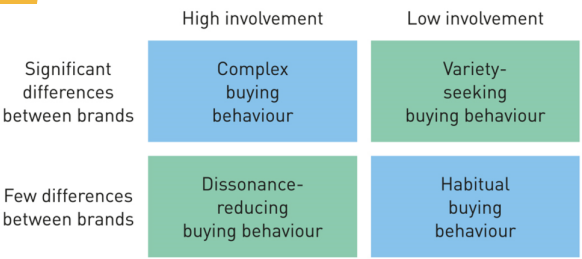 High involvement
Low involvement
Significant
differences
between brands
Complex
buying
behaviour
Variety-
seeking
buying behaviour
Few differences
between brands
Dissonance-
reducing
buying behaviour
Habitual
buying
behaviour